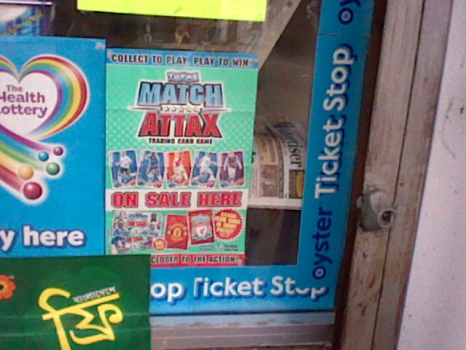 COLLECT TO PLAY. PLAY TO WIN
TOPPS
MATCH
ATTAX
TRADING CARD GAME
ON SALE HERE
CLOSER TO THE ACTION!
The
Health
Lottery
y here
oyster Ticket Stop
oy
op Ticket Stop
ফ্রি